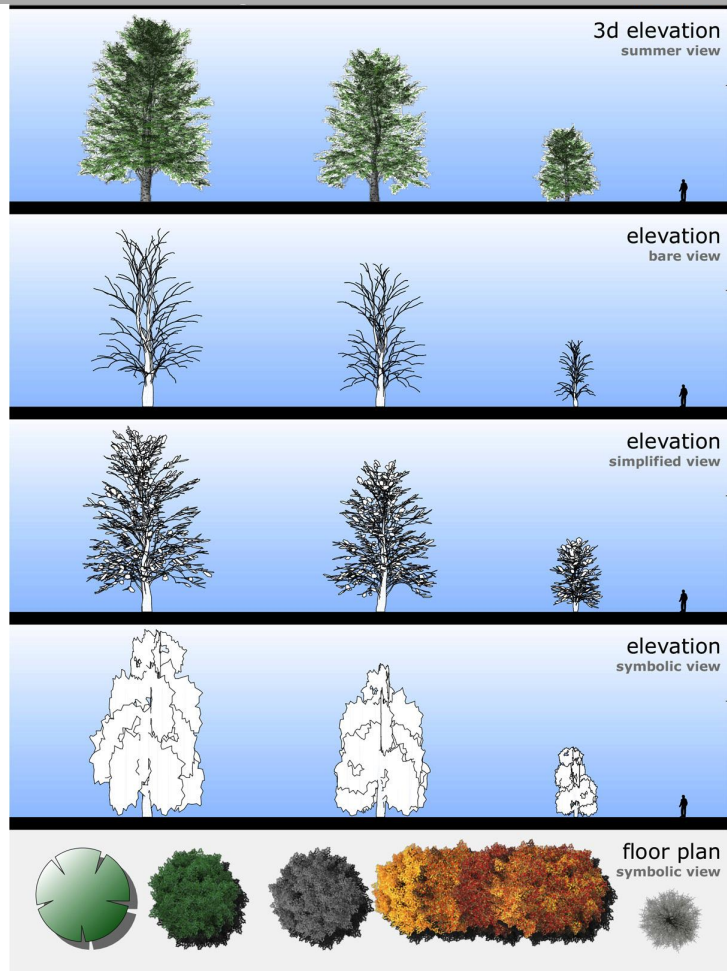 3d elevation
summer view
elevation
bare view
elevation
simplified view
elevation
symbolic view
floor plan
symbolic view